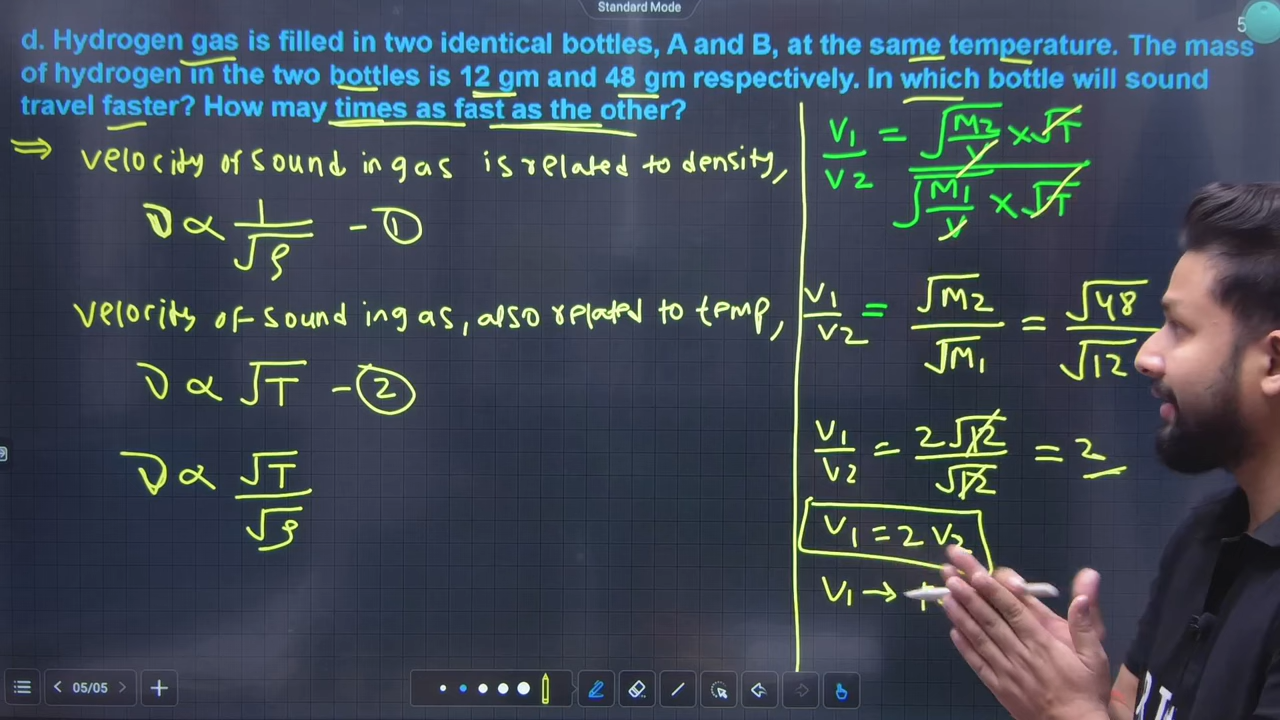 Standard Mode
5
d. Hydrogen gas is filled in two identical bottles, A and B, at the same temperature. The mass
of hydrogen in the two bottles is 12 gm and 48 gm respectively. In which bottle will sound
travel faster? How may times as fast as the other?
⇒ velocity of sound in gas is related to density,
v ∝ 1/√ρ - ①
velocity of sound in gas, also related to temp,
v ∝ √T - ②
v ∝ √T/√ρ
V1/V2 = √(M2/V) × √T / √(M1/V) × √T
V1/V2 = √M2/√M1 = √48/√12
V1/V2 = 2√12/√12 = 2
V1 = 2V2
V1 →
05/05